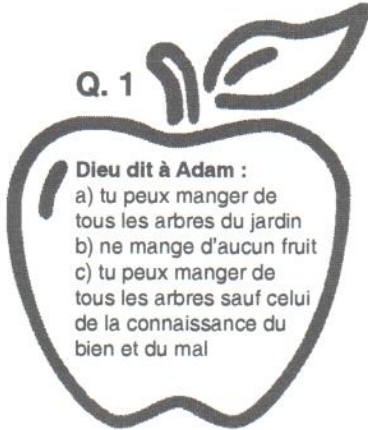 Q. 1
Dieu dit à Adam :
a) tu peux manger de
tous les arbres du jardin
b) ne mange d'aucun fruit
c) tu peux manger de
tous les arbres sauf celui
de la connaissance du
bien et du mal